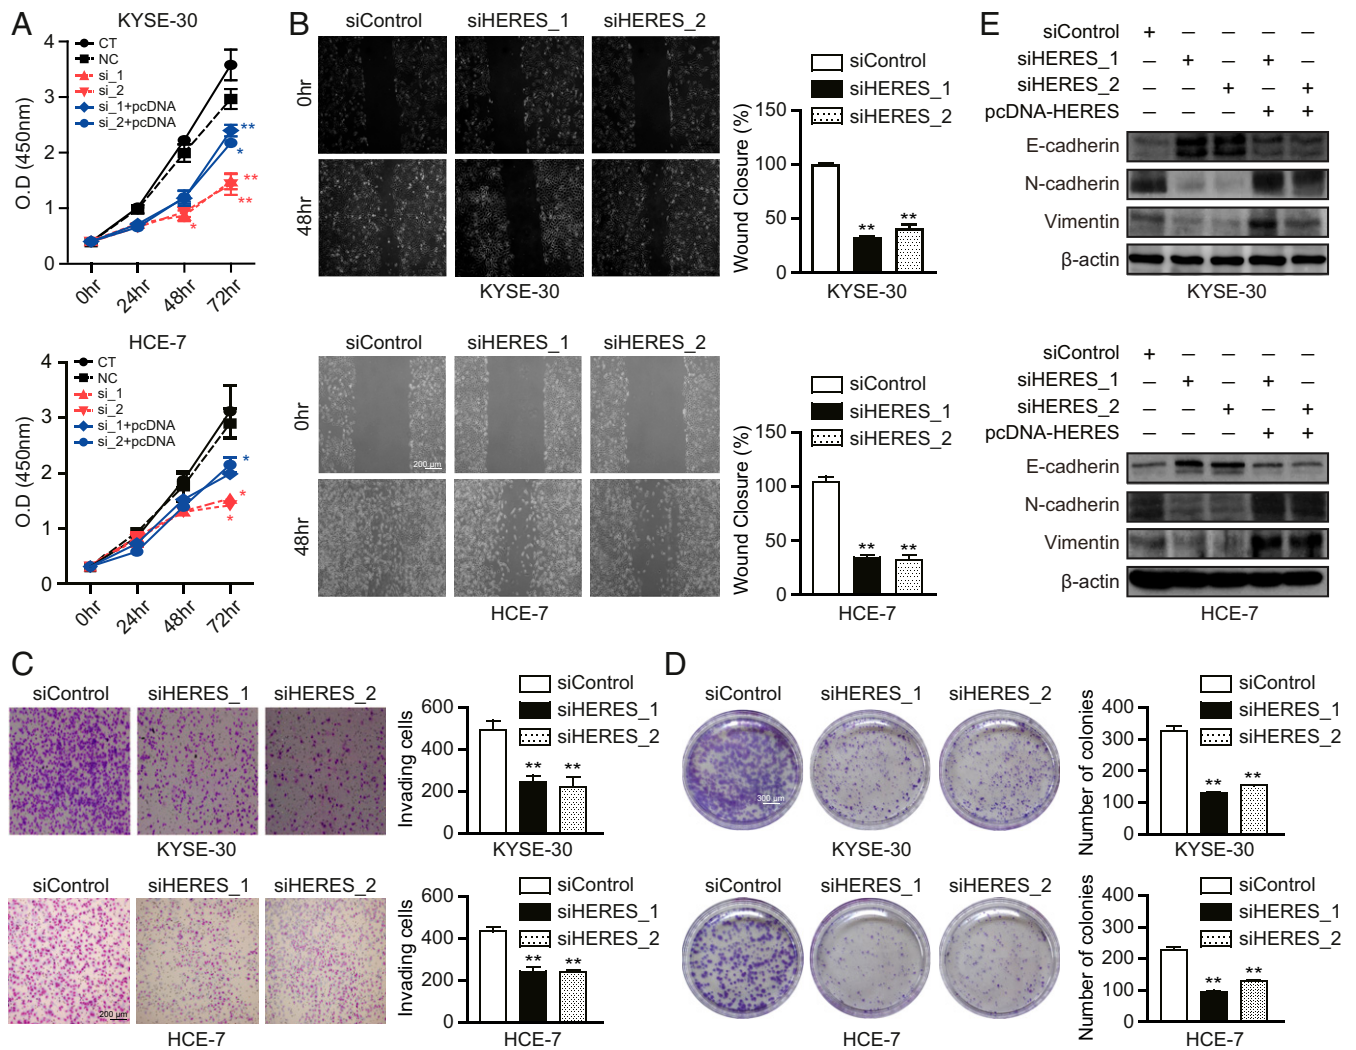 A
KYSE-30
CT
NC
si_1
si_2
si_1+pcDNA
si_2+pcDNA
O.D (450nm)
4
3
2
1
0
**
*
**
**
*
0hr
24hr
48hr
72hr
HCE-7
CT
NC
si_1
si_2
si_1+pcDNA
si_2+pcDNA
O.D (450nm)
4
3
2
1
0
*
*
*
0hr
24hr
48hr
72hr
B
siControl
siHERES_1
siHERES_2
0hr
48hr
KYSE-30
siControl
siHERES_1
siHERES_2
Wound Closure (%)
150
100
50
0
**
**
KYSE-30
siControl
siHERES_1
siHERES_2
0hr
200 µm
48hr
HCE-7
siControl
siHERES_1
siHERES_2
Wound Closure (%)
150
100
50
0
**
**
HCE-7
E
siControl + − − − −
siHERES_1 − + − + −
siHERES_2 − − + − +
pcDNA-HERES − − − + +
E-cadherin
N-cadherin
Vimentin
β-actin
KYSE-30
siControl + − − − −
siHERES_1 − + − + −
siHERES_2 − − + − +
pcDNA-HERES − − − + +
E-cadherin
N-cadherin
Vimentin
β-actin
HCE-7
C
siControl
siHERES_1
siHERES_2
KYSE-30
siControl
siHERES_1
siHERES_2
Invading cells
600
400
200
0
**
**
KYSE-30
siControl
siHERES_1
siHERES_2
200 µm
HCE-7
siControl
siHERES_1
siHERES_2
Invading cells
600
400
200
0
**
**
HCE-7
D
siControl
siHERES_1
siHERES_2
300 µm
KYSE-30
siControl
siHERES_1
siHERES_2
Number of colonies
400
300
200
100
0
**
**
KYSE-30
siControl
siHERES_1
siHERES_2
HCE-7
siControl
siHERES_1
siHERES_2
Number of colonies
400
300
200
100
0
**
**
HCE-7